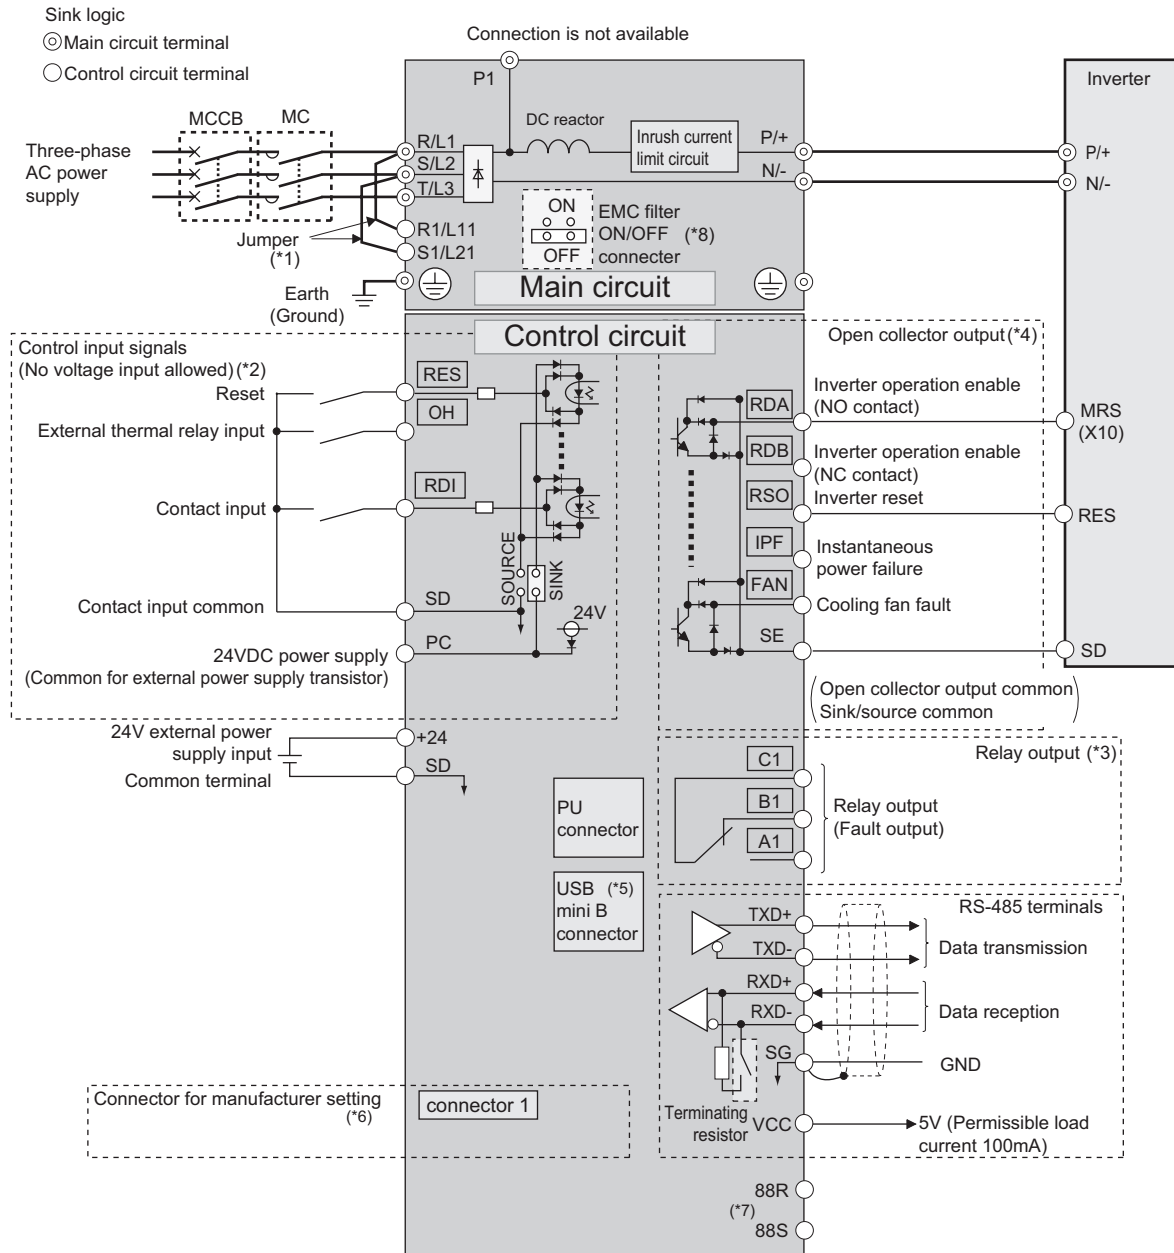 Sink logic
Main circuit terminal
Control circuit terminal
Connection is not available
P1
Inverter
MCCB
MC
DC reactor
Inrush current
limit circuit
R/L1
S/L2
T/L3
P/+
N/-
P/+
N/-
Three-phase
AC power
supply
R1/L11
S1/L21
Jumper
(*1)
ON
OFF
EMC filter
ON/OFF (*8)
connecter
Earth
(Ground)
Main circuit
Control circuit
Control input signals
(No voltage input allowed) (*2)
Reset
RES
OH
External thermal relay input
RDI
Contact input
SOURCE
SINK
24V
Contact input common
SD
PC
24VDC power supply
(Common for external power supply transistor)
Open collector output (*4)
RDA
Inverter operation enable
(NO contact)
MRS
(X10)
RDB
Inverter operation enable
(NC contact)
RSO
Inverter reset
RES
IPF
Instantaneous
power failure
FAN
Cooling fan fault
SE
SD
Open collector output common
Sink/source common
24V external power
supply input
+24
Common terminal
SD
PU
connector
USB (*5)
mini B
connector
Relay output (*3)
C1
B1
A1
Relay output
(Fault output)
RS-485 terminals
TXD+
TXD-
Data transmission
RXD+
RXD-
Data reception
SG
GND
Terminating
resistor
VCC
5V (Permissible load
current 100mA)
Connector for manufacturer setting
(*6)
connector 1
88R
(*7)
88S